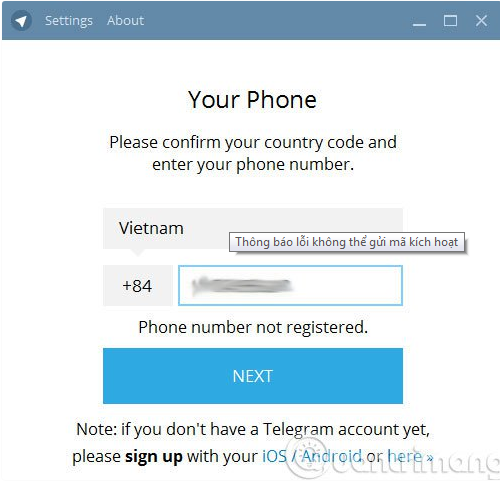 Settings About
Your Phone
Please confirm your country code and
enter your phone number.
Vietnam
Thông báo lỗi không thể gửi mã kích hoạt
+84
Phone number not registered.
NEXT
Note: if you don't have a Telegram account yet,
please sign up with your iOS / Android or here »
uantrimang